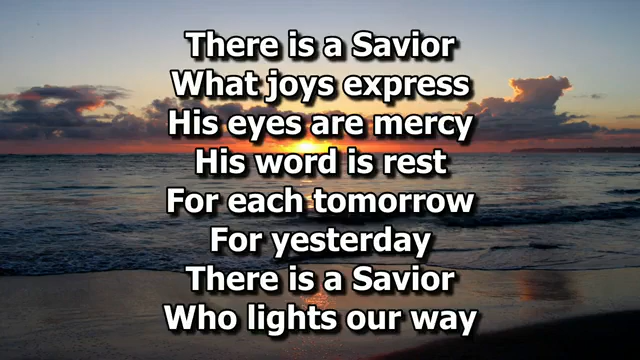 There is a Savior
What joys express
His eyes are mercy
His word is rest
For each tomorrow
For yesterday
There is a Savior
Who lights our way